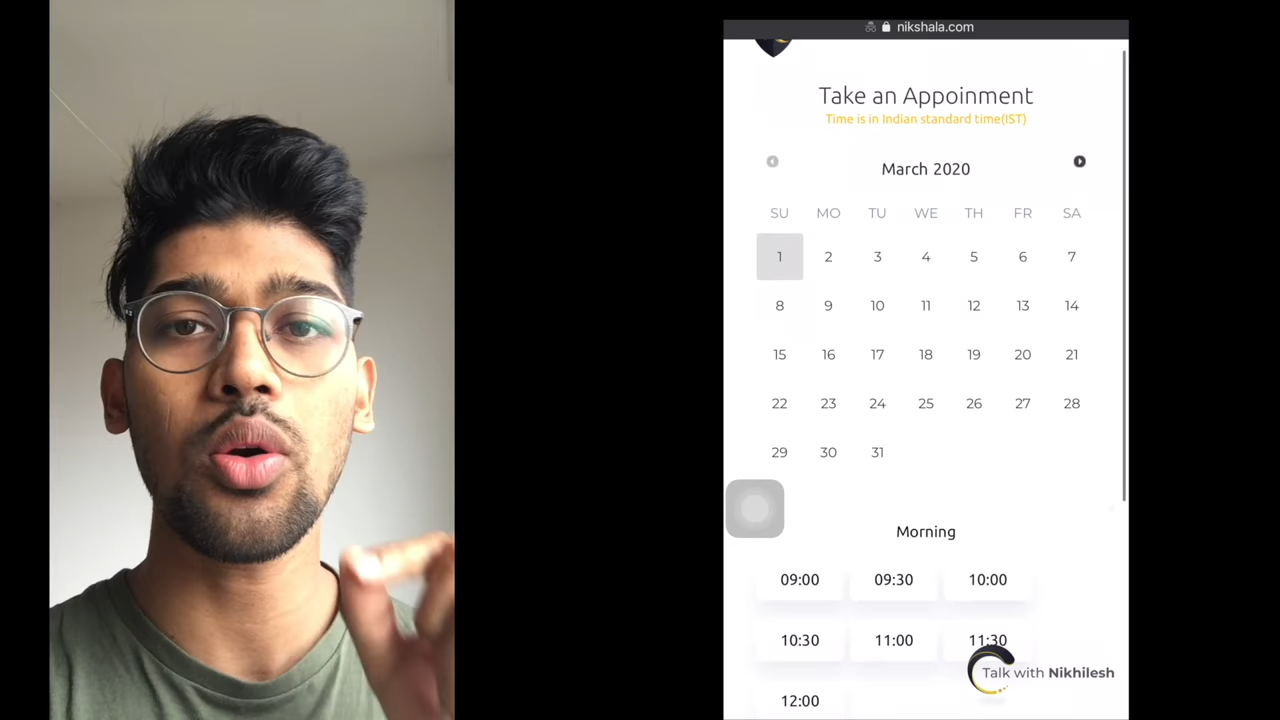 nikshala.com
Take an Appoinment
Time is in Indian standard time(IST)
March 2020
SU MO TU WE TH FR SA
1 2 3 4 5 6 7
8 9 10 11 12 13 14
15 16 17 18 19 20 21
22 23 24 25 26 27 28
29 30 31
Morning
09:00 09:30 10:00
10:30 11:00 11:30
Talk with Nikhilesh
12:00